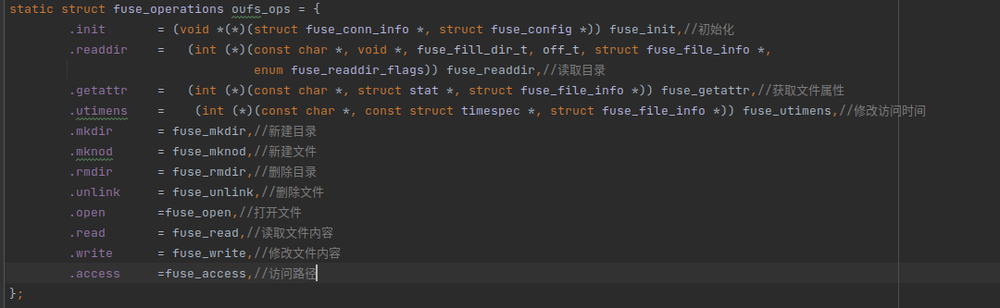 static struct fuse_operations oufs_ops = {
.init = (void *(*)(struct fuse_conn_info *, struct fuse_config *)) fuse_init,//初始化
.readdir = (int (*)(const char *, void *, fuse_fill_dir_t, off_t, struct fuse_file_info *,
enum fuse_readdir_flags)) fuse_readdir,//读取目录
.getattr = (int (*)(const char *, struct stat *, struct fuse_file_info *)) fuse_getattr,//获取文件属性
.utimens = (int (*)(const char *, const struct timespec *, struct fuse_file_info *)) fuse_utimens,//修改访问时间
.mkdir = fuse_mkdir,//新建目录
.mknod = fuse_mknod,//新建文件
.rmdir = fuse_rmdir,//删除目录
.unlink = fuse_unlink,//删除文件
.open =fuse_open,//打开文件
.read = fuse_read,//读取文件内容
.write = fuse_write,//修改文件内容
.access =fuse_access,//访问路径
};